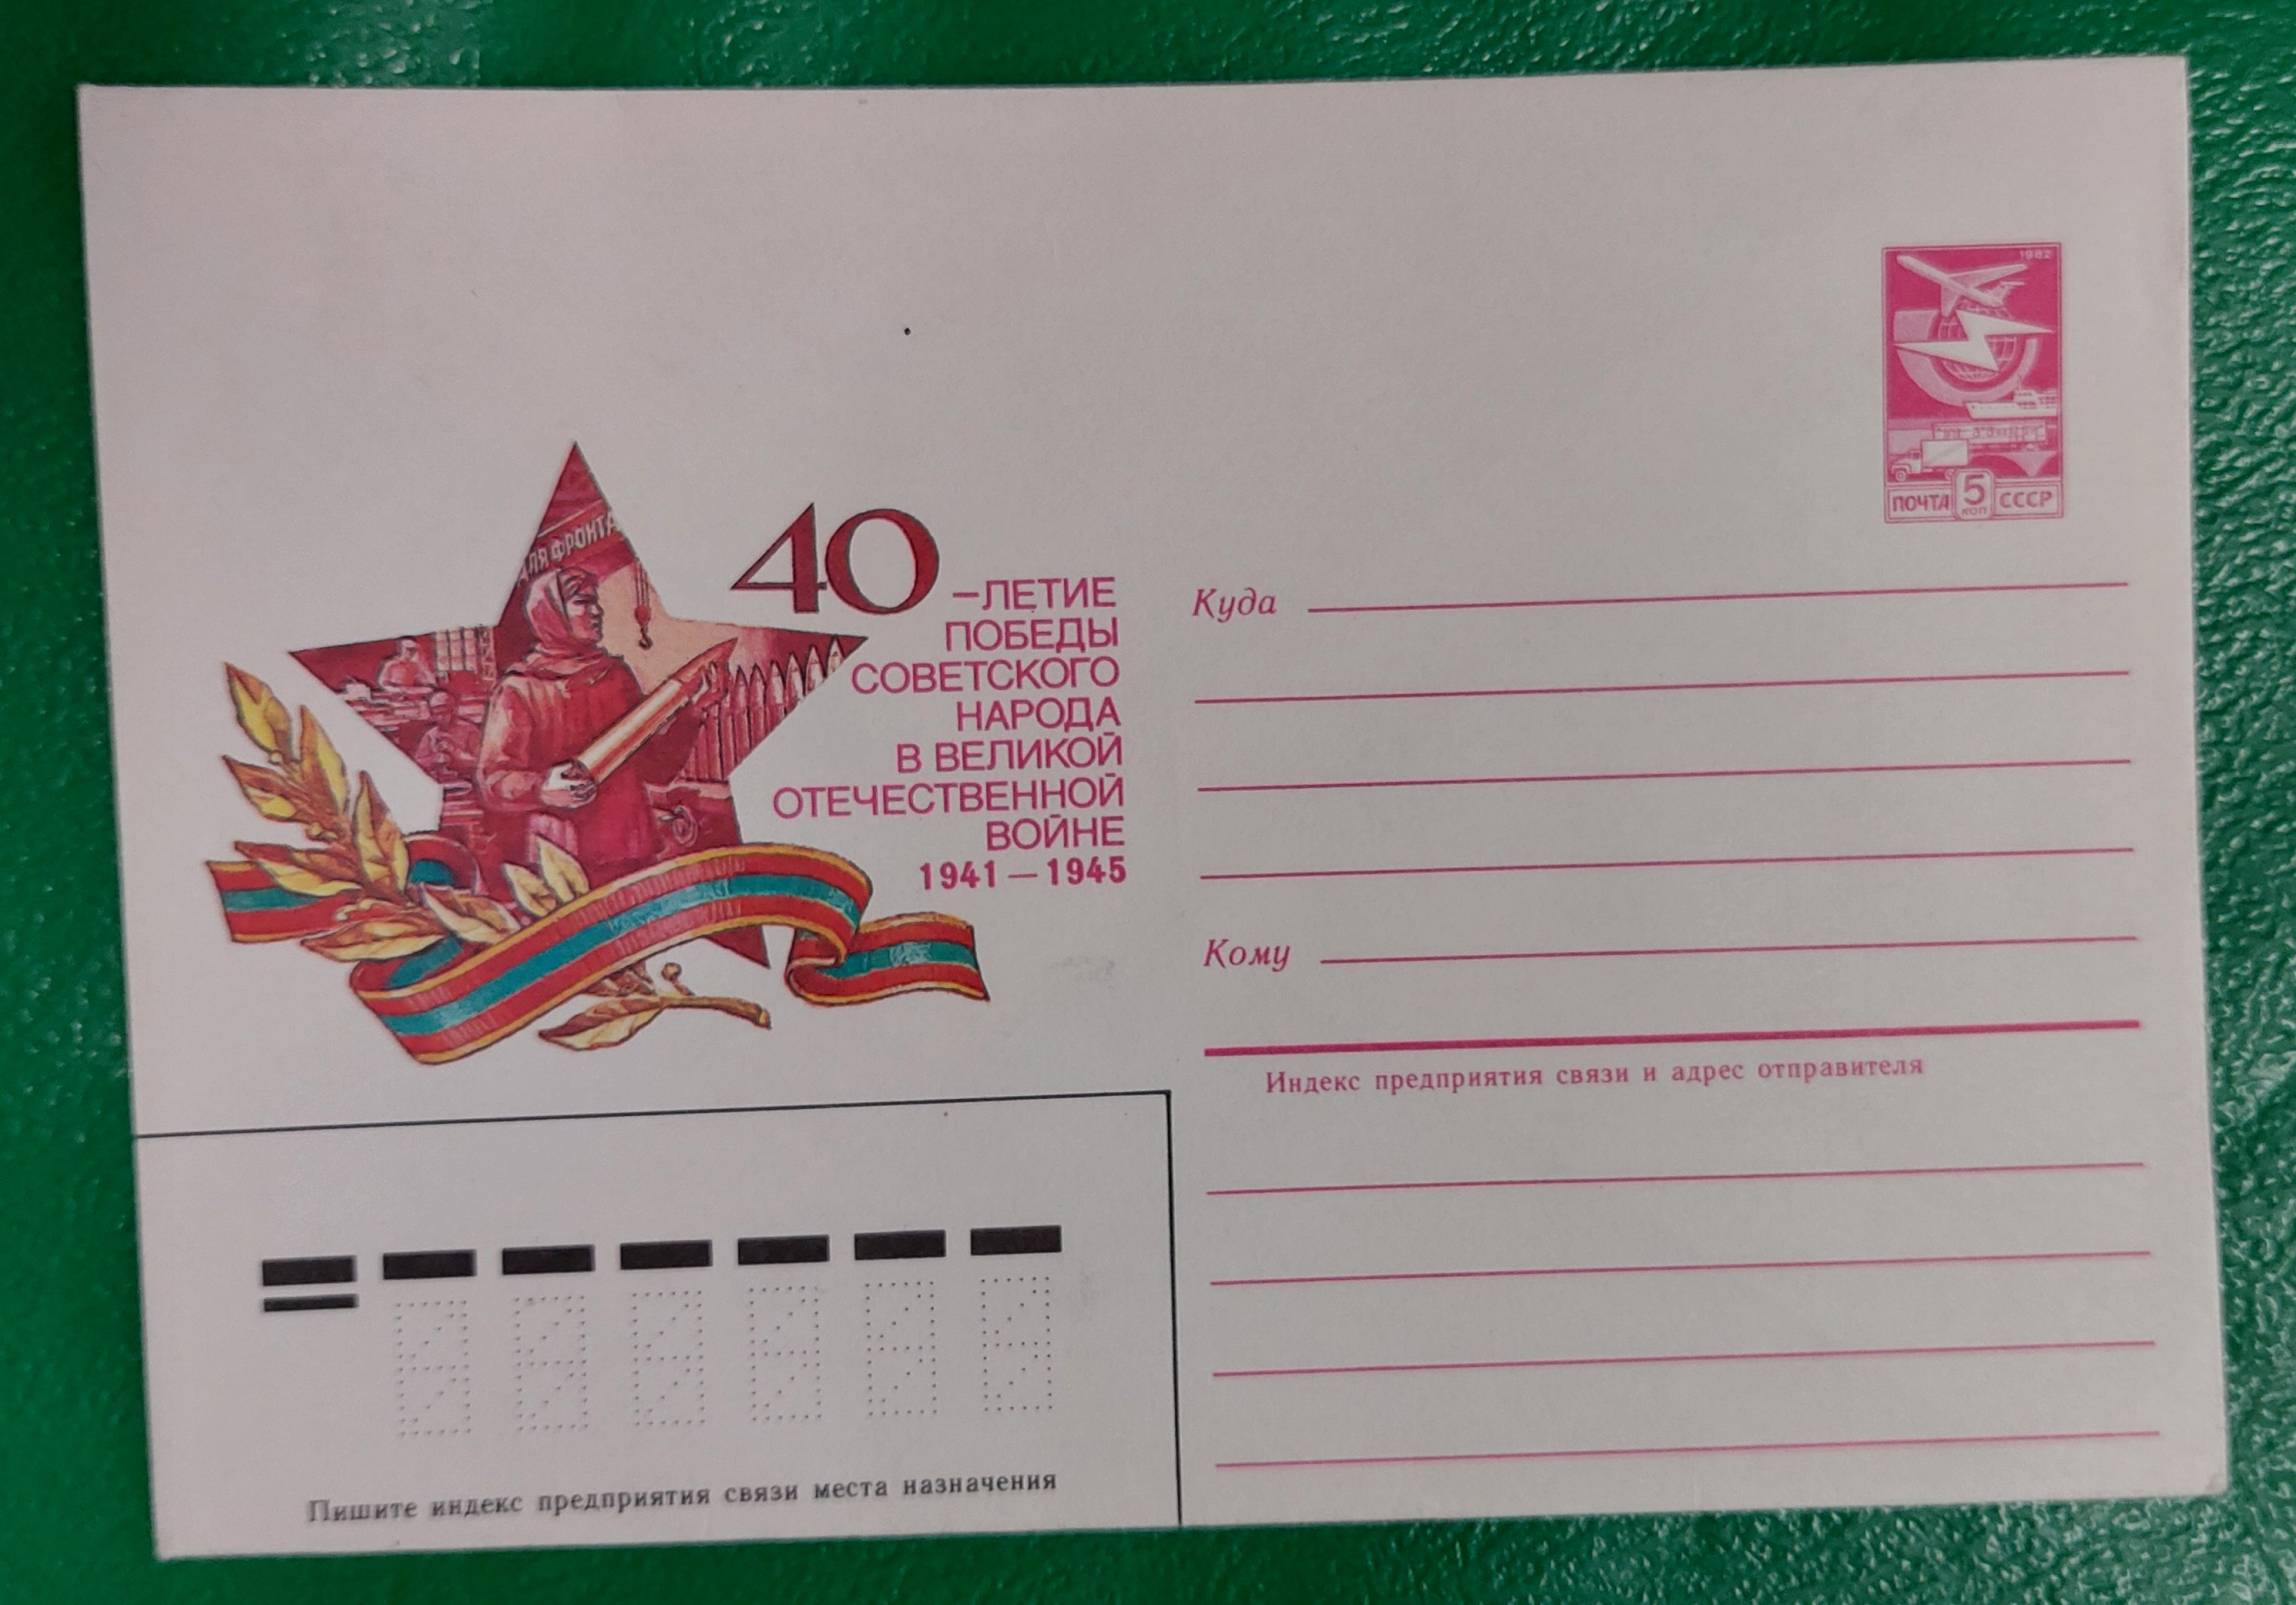 1982
ПОЧТА 5 КОП СССР
ДЛЯ ФРОНТА
40
–ЛЕТИЕ
ПОБЕДЫ
СОВЕТСКОГО
НАРОДА
В ВЕЛИКОЙ
ОТЕЧЕСТВЕННОЙ
ВОЙНЕ
1941 — 1945
Куда
Кому
Индекс предприятия связи и адрес отправителя
Пишите индекс предприятия связи места назначения